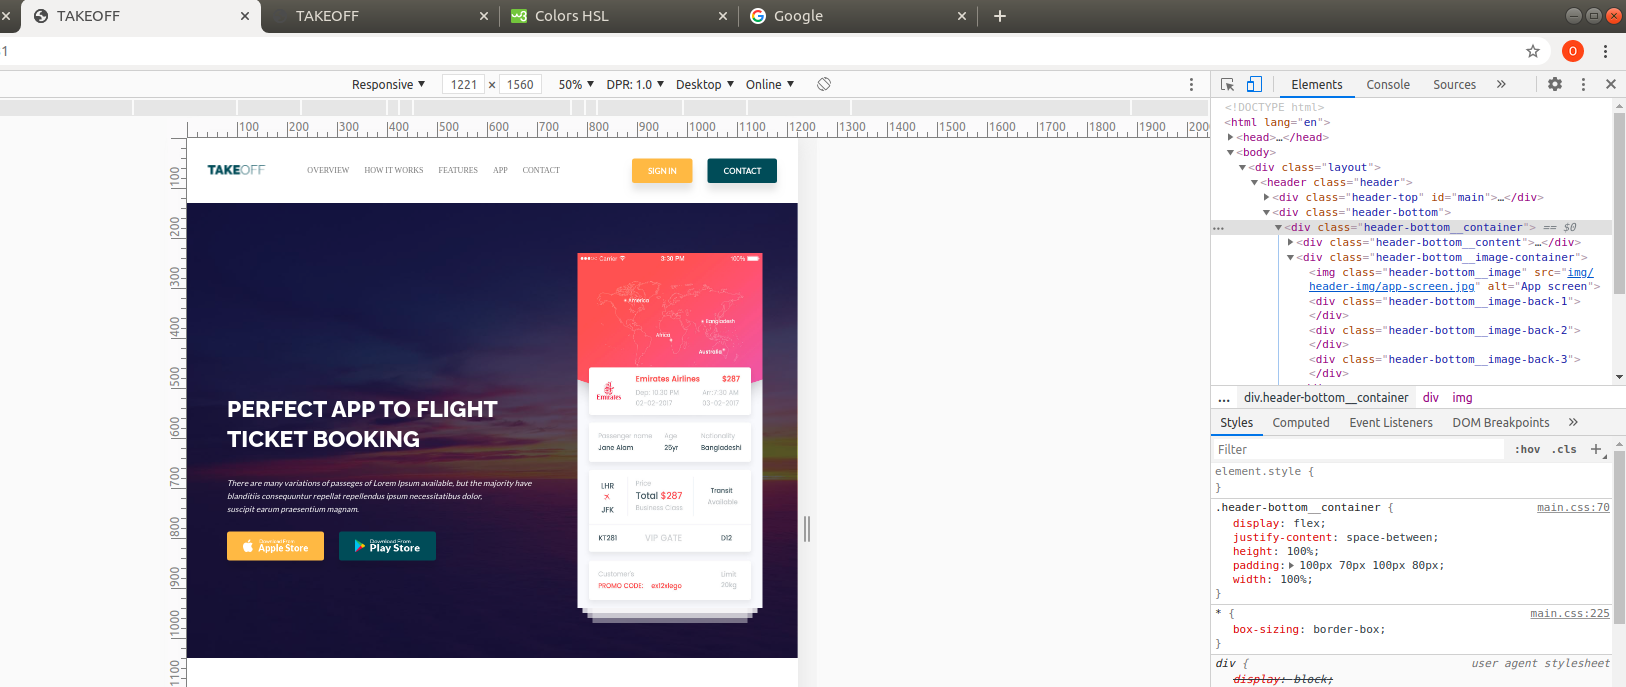 TAKEOFF
TAKEOFF
Colors HSL
Google
1
O
Responsive
1221 × 1560
50%
DPR: 1.0
Desktop
Online
Elements
Console
Sources
100 200 300 400 500 600 700 800 900 1000 1100 1200 1300 1400 1500 1600 1700 1800 1900 2000
100
200
300
400
500
600
700
800
900
1000
1100
TAKEOFF
OVERVIEW
HOW IT WORKS
FEATURES
APP
CONTACT
SIGN IN
CONTACT
PERFECT APP TO FLIGHT
TICKET BOOKING
There are many variations of passeges of Lorem Ipsum available, but the majority have
blanditiis consequuntur repellat repellendus ipsum necessitatibus dolor,
suscipit earum praesentium magnam.
Download From
Apple Store
Download From
Play Store
Carrier
3:30 PM
100%
America
Bangladesh
Africa
Australia
Emirates
Emirates Airlines
$287
Dep: 10:30 PM
Arr:7:30 AM
02-02-2017
03-02-2017
Passenger name
Age
Nationality
Jane Alam
25yr
Bangladeshi
LHR
JFK
Price
Total $287
Business Class
Transit
Available
KT281
VIP GATE
D12
Customer's
Limit
PROMO CODE: ex12xlego
20kg
<!DOCTYPE html>
<html lang="en">
<head>…</head>
<body>
<div class="layout">
<header class="header">
<div class="header-top" id="main">…</div>
<div class="header-bottom">
<div class="header-bottom__container"> == $0
<div class="header-bottom__content">…</div>
<div class="header-bottom__image-container">
<img class="header-bottom__image" src="img/
header-img/app-screen.jpg" alt="App screen">
<div class="header-bottom__image-back-1">
</div>
<div class="header-bottom__image-back-2">
</div>
<div class="header-bottom__image-back-3">
</div>
... div.header-bottom__container div img
Styles
Computed
Event Listeners
DOM Breakpoints
Filter
:hov .cls +
element.style {
}
.header-bottom__container { main.css:70
display: flex;
justify-content: space-between;
height: 100%;
padding: 100px 70px 100px 80px;
width: 100%;
}
* { main.css:225
box-sizing: border-box;
}
div { user agent stylesheet
display: block;